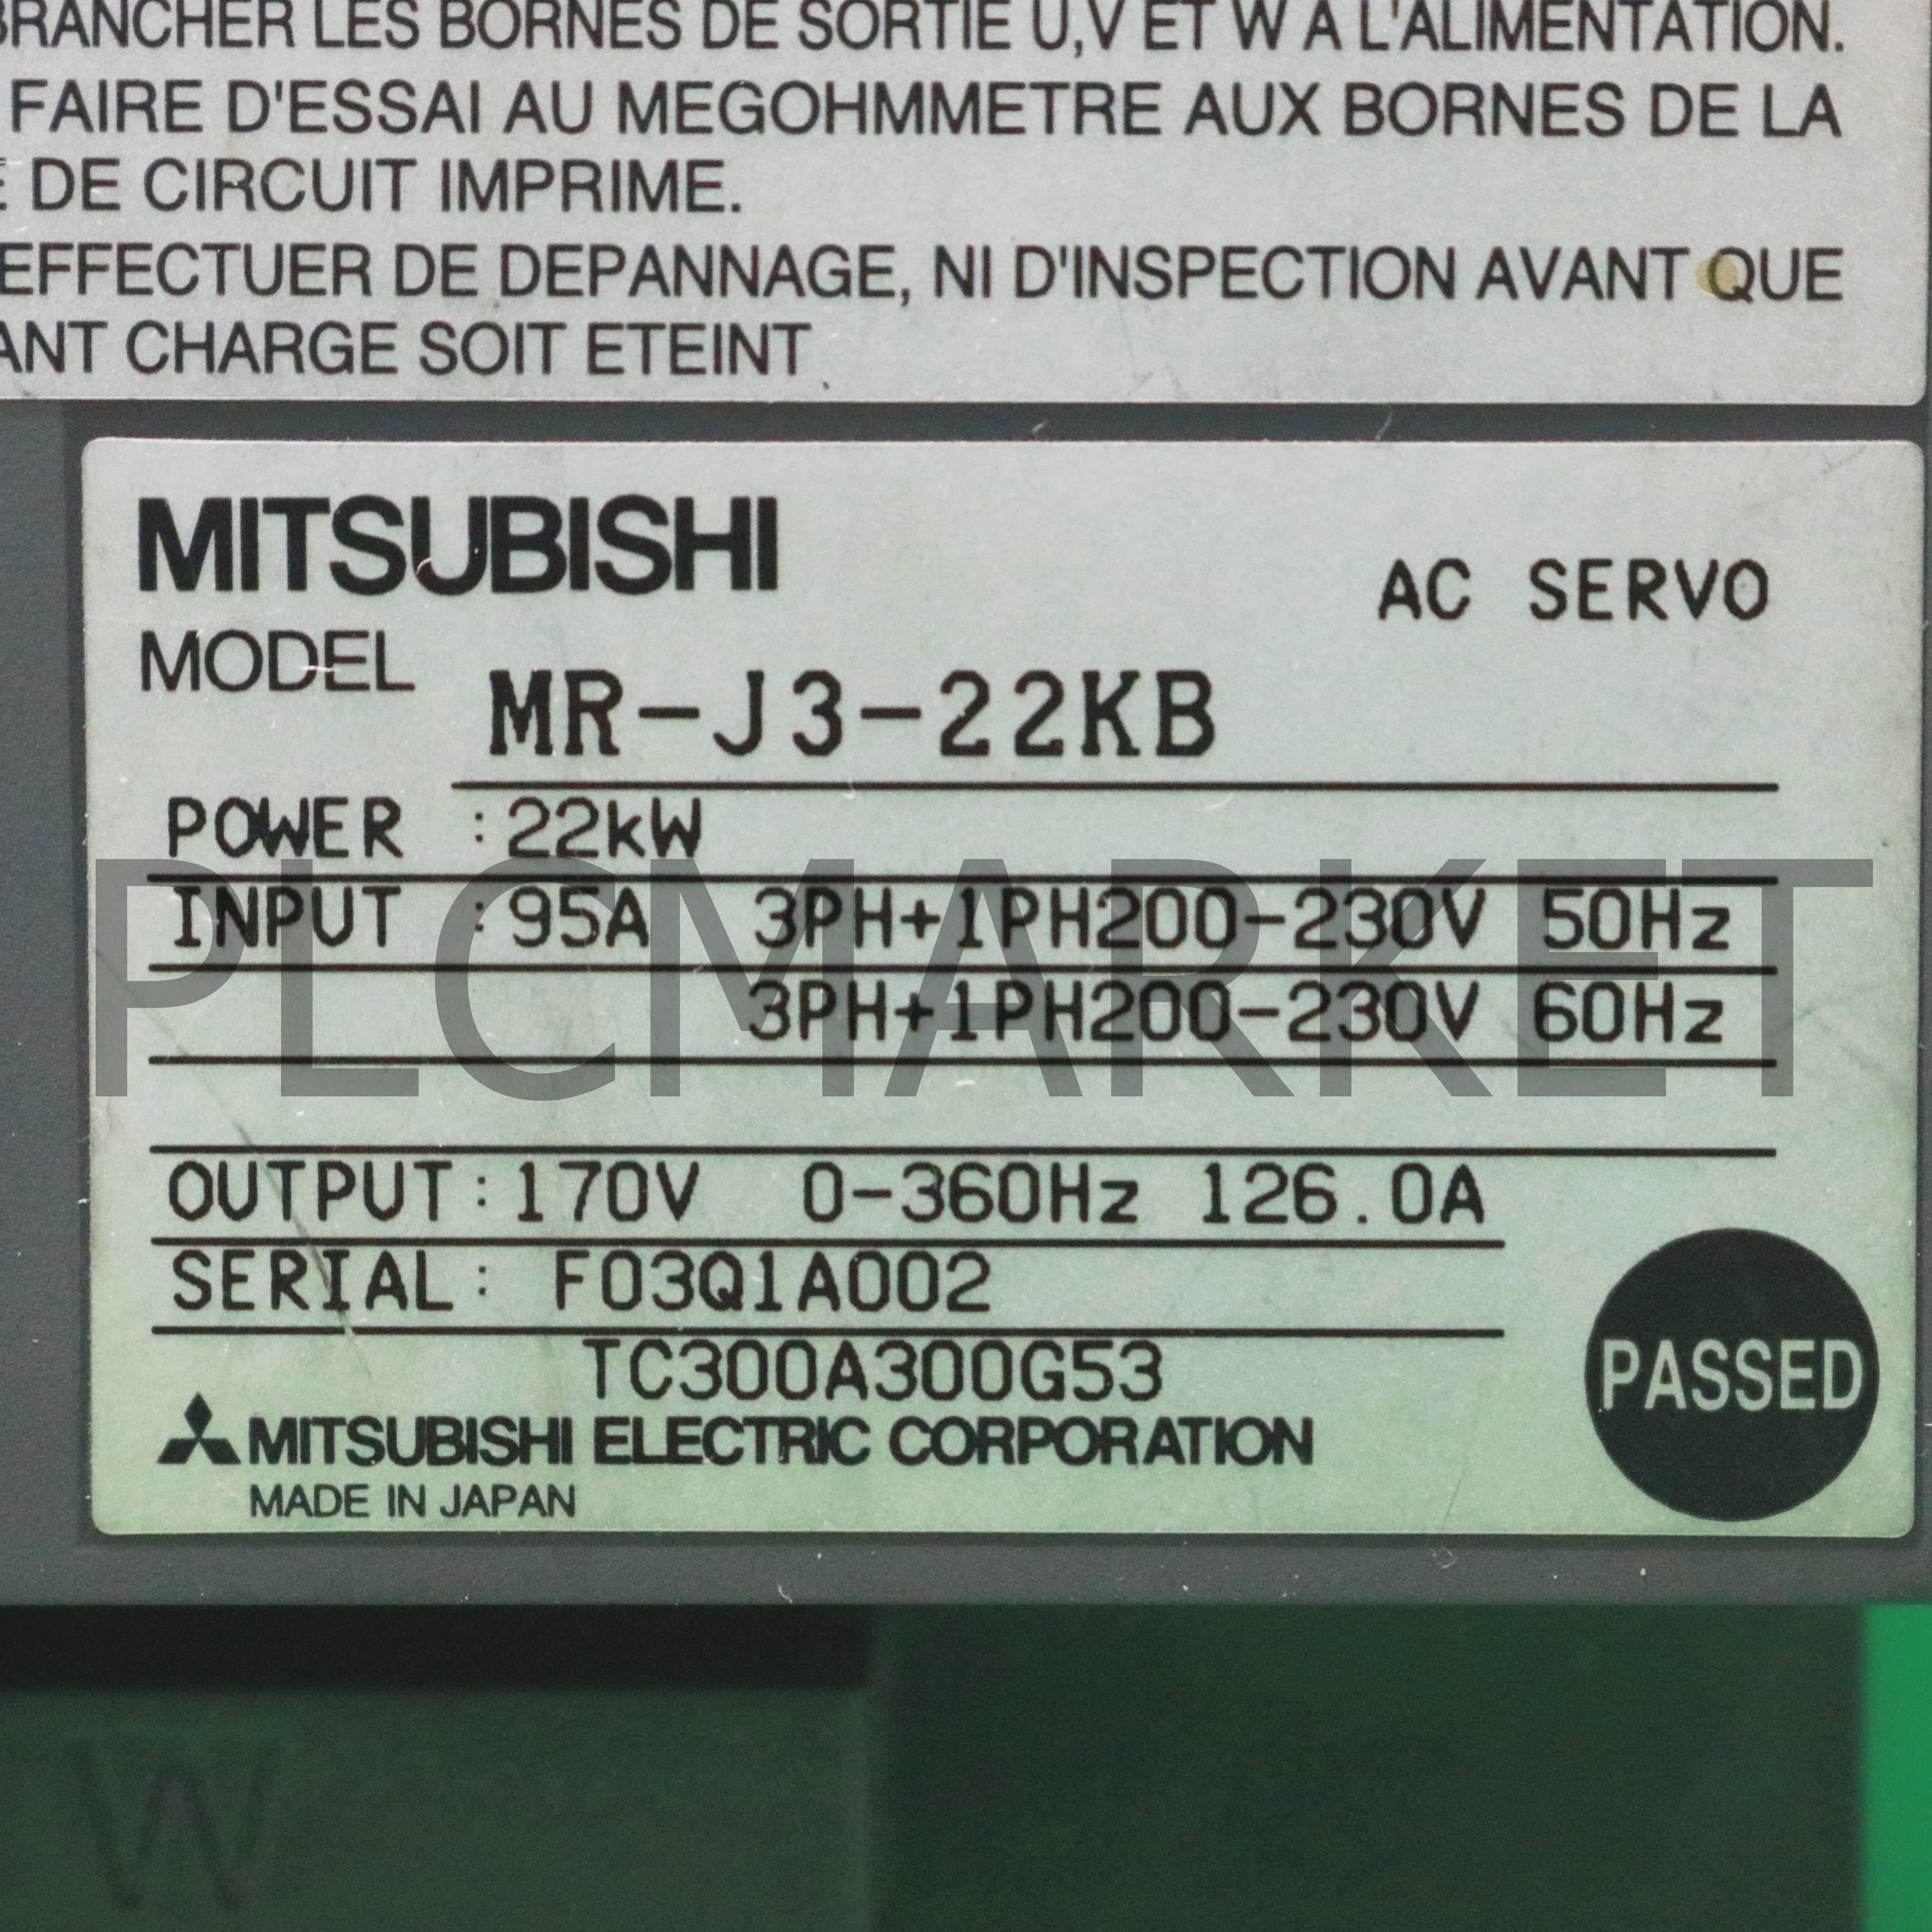 BRANCHER LES BORNES DE SORTIE U,V ET W A L'ALIMENTATION.
FAIRE D'ESSAI AU MEGOHMMETRE AUX BORNES DE LA
DE CIRCUIT IMPRIME.
EFFECTUER DE DEPANNAGE, NI D'INSPECTION AVANT QUE
ANT CHARGE SOIT ETEINT
MITSUBISHI
AC SERVO
MODEL MR-J3-22KB
POWER :22kW
INPUT :95A 3PH+1PH200-230V 50Hz
3PH+1PH200-230V 60Hz
PLCMARKET
OUTPUT:170V 0-360Hz 126.0A
SERIAL: F03Q1A002
TC300A300G53
PASSED
MITSUBISHI ELECTRIC CORPORATION
MADE IN JAPAN
W